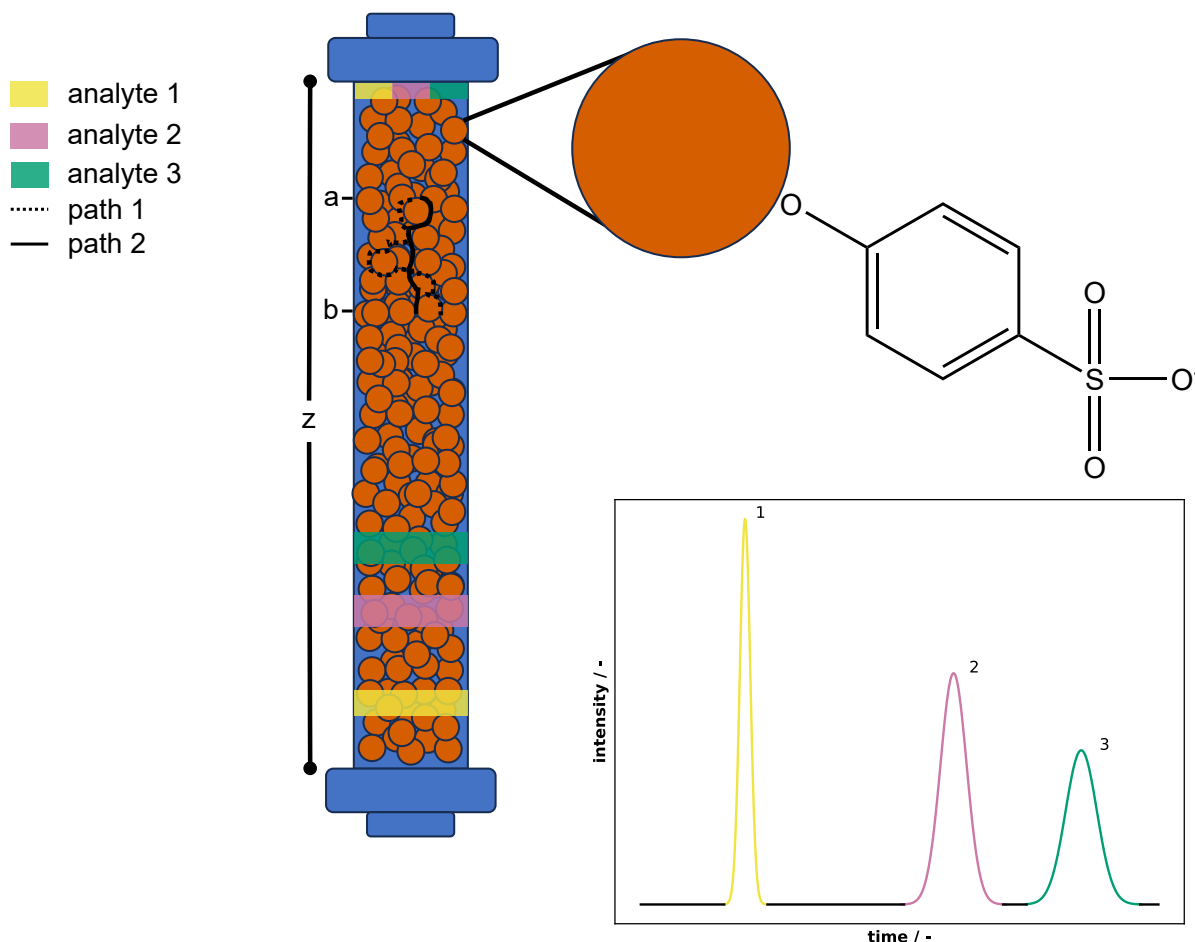 analyte 1
analyte 2
analyte 3
path 1
path 2
a
b
z
O
O
S
O
O
1
2
3
intensity / -
time / -